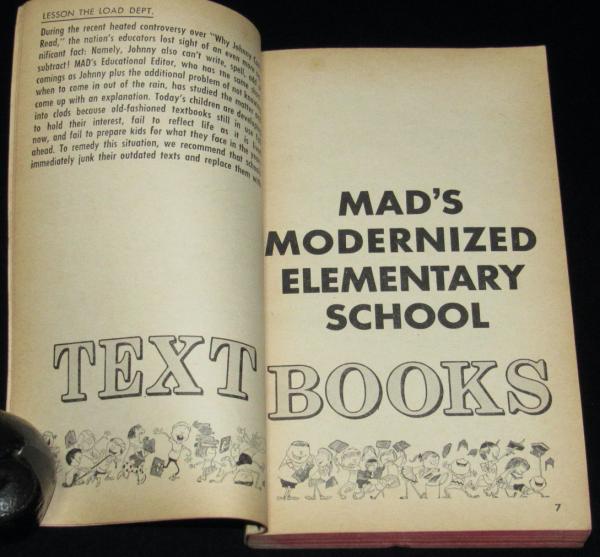 LESSON THE LOAD DEPT.
During the recent heated controversy over "Why Johnny Can't
Read," the nation's educators lost sight of an even more sig-
nificant fact: Namely, Johnny also can't write, spell, add or
subtract! MAD's Educational Editor, who has the same short-
comings as Johnny plus the additional problem of not knowing
when to come in out of the rain, has studied the matter and
come up with an explanation. Today's children are developing
into clods because old-fashioned textbooks still in use fail
to hold their interest, fail to reflect life as it is lived
now, and fail to prepare kids for what they face in the years
ahead. To remedy this situation, we recommend that schools
immediately junk their outdated texts and replace them with
MAD'S
MODERNIZED
ELEMENTARY
SCHOOL
TEXT BOOKS
7